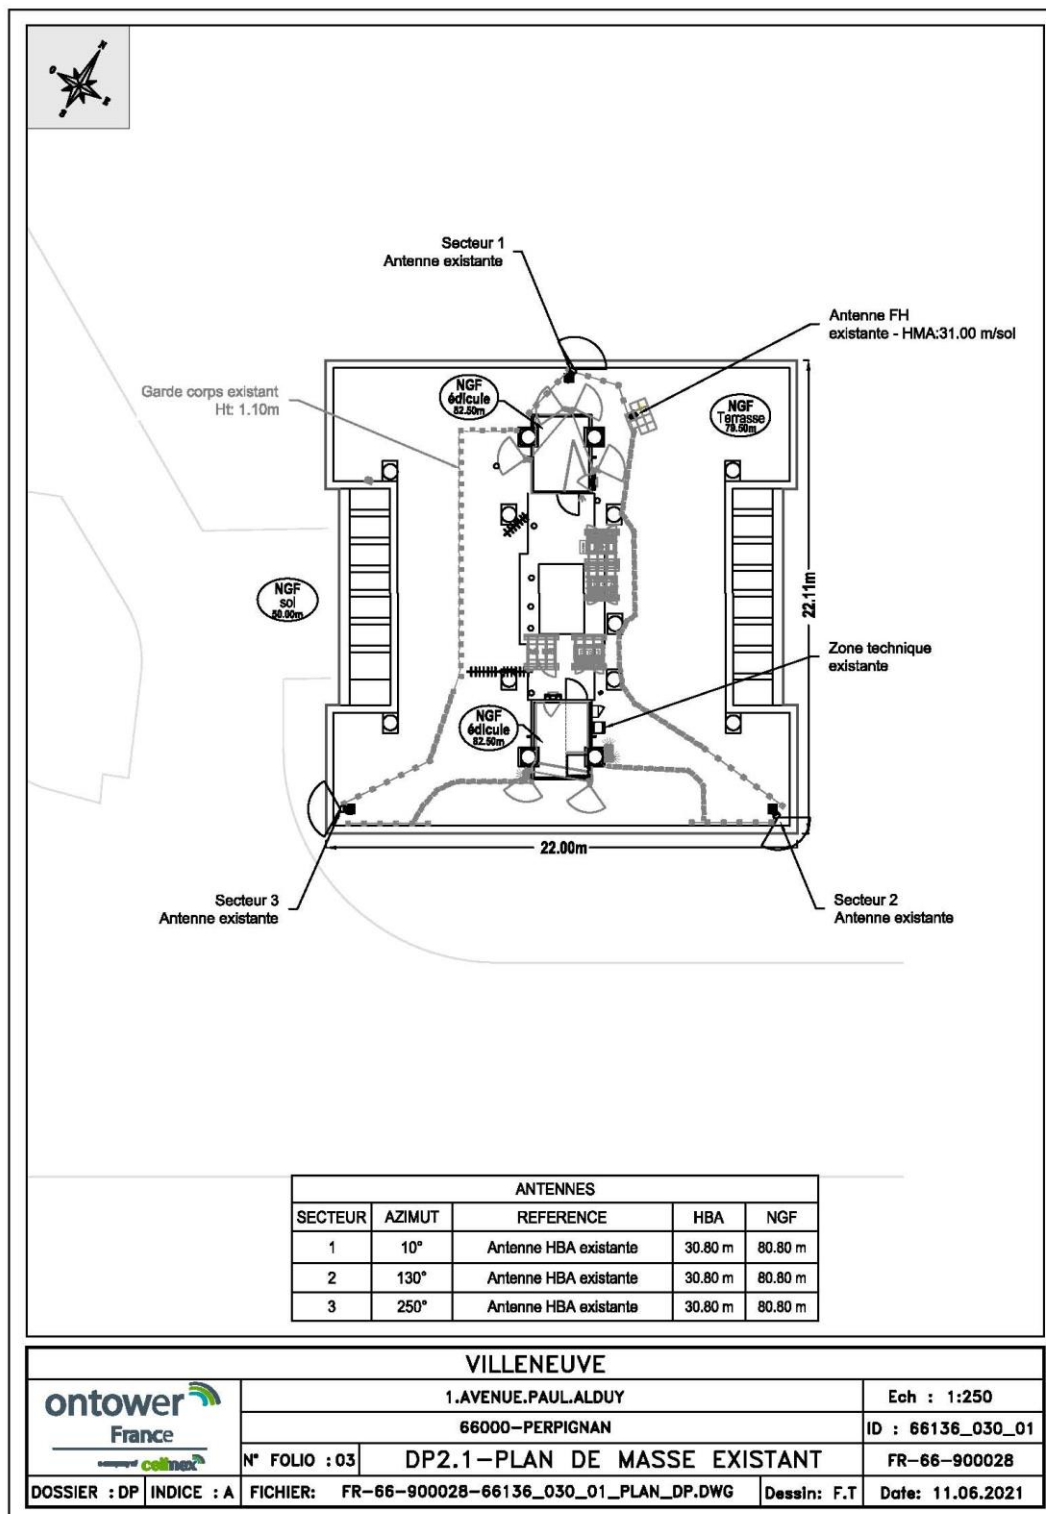 N
O
E
S
Secteur 1
Antenne existante
Antenne FH
existante - HMA:31.00 m/sol
Garde corps existant
Ht: 1.10m
NGF
édicule
82.50m
NGF
Terrasse
79.50m
NGF
sol
50.00m
22.11m
Zone technique
existante
NGF
édicule
82.50m
22.00m
Secteur 3
Antenne existante
Secteur 2
Antenne existante
ANTENNES
SECTEUR AZIMUT REFERENCE HBA NGF
1 10° Antenne HBA existante 30.80 m 80.80 m
2 130° Antenne HBA existante 30.80 m 80.80 m
3 250° Antenne HBA existante 30.80 m 80.80 m
VILLENEUVE
ontower
France
a company of cellnex
1.AVENUE.PAUL.ALDUY Ech : 1:250
66000-PERPIGNAN ID : 66136_030_01
N° FOLIO :03 DP2.1-PLAN DE MASSE EXISTANT FR-66-900028
DOSSIER :DP INDICE :A FICHIER: FR-66-900028-66136_030_01_PLAN_DP.DWG Dessin: F.T Date: 11.06.2021